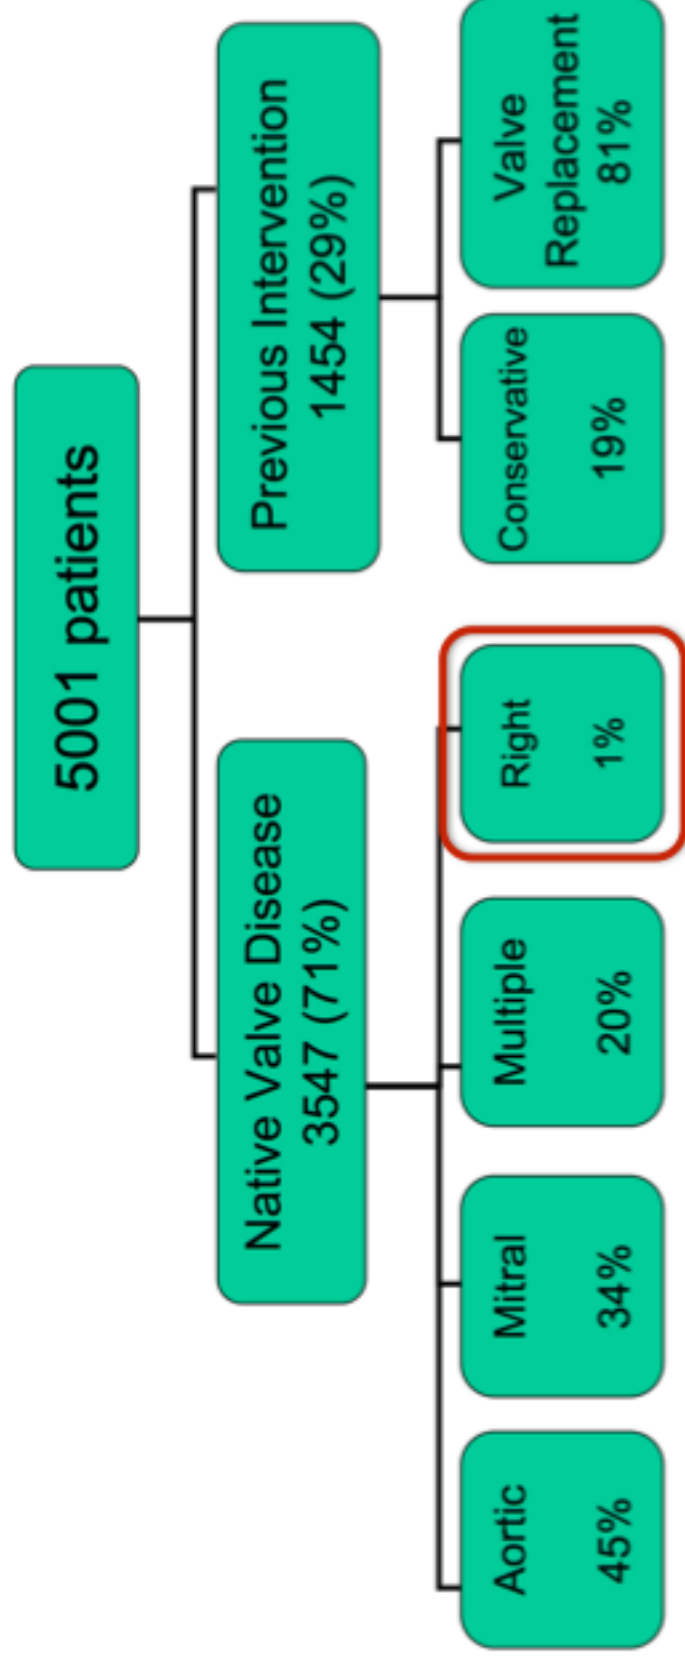 5001 patients
Native Valve Disease
3547 (71%)
Previous Intervention
1454 (29%)
Aortic
45%
Mitral
34%
Multiple
20%
Right
1%
Conservative
19%
Valve
Replacement
81%